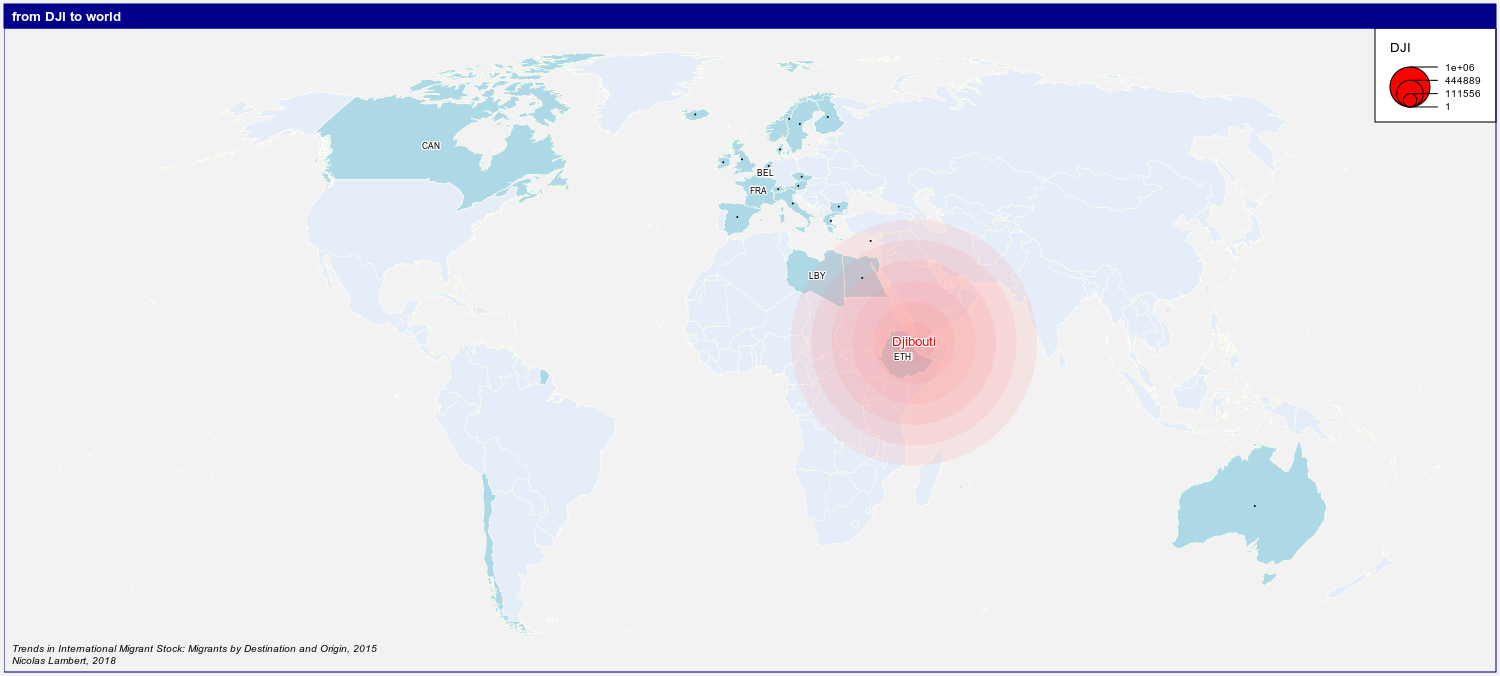 from DJI to world
DJI
1e+06
444889
111556
1
CAN
BEL
FRA
LBY
Djibouti
ETH
Trends in International Migrant Stock: Migrants by Destination and Origin, 2015
Nicolas Lambert, 2018